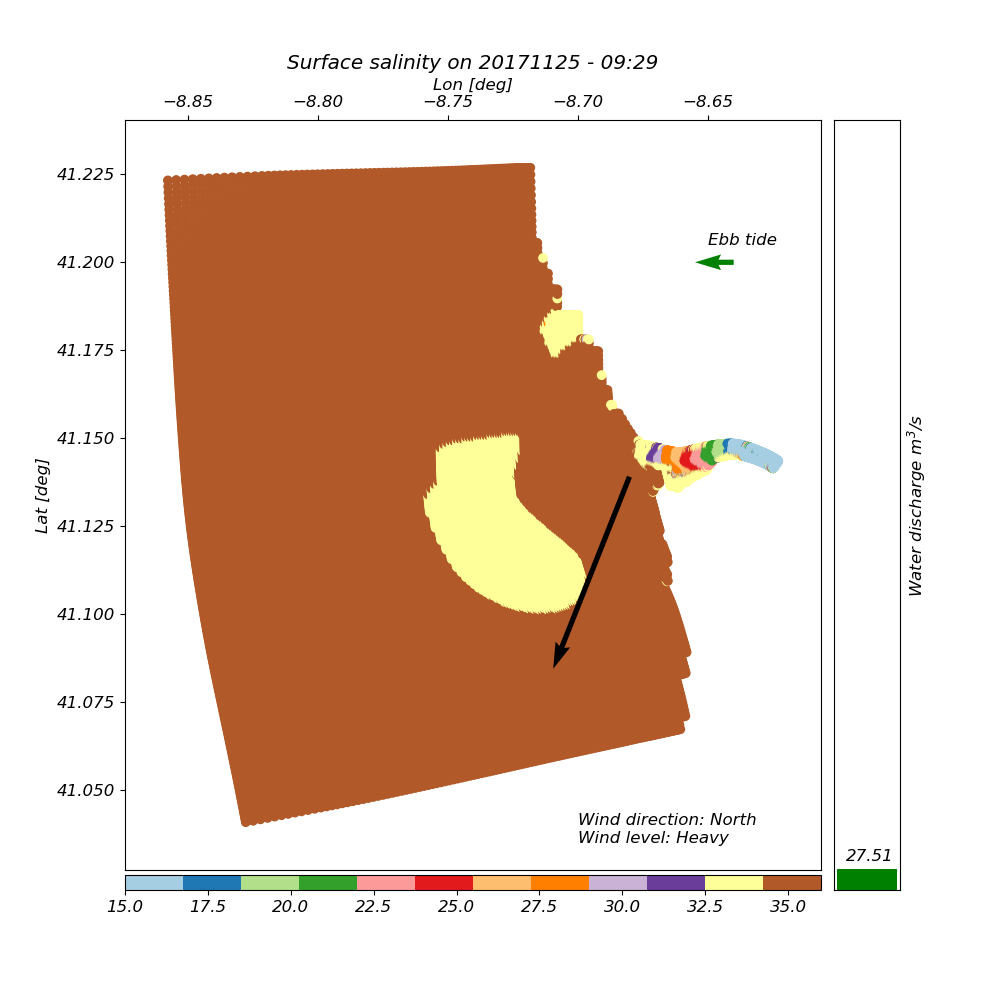 Surface salinity on 20171125 - 09:29
Lon [deg]
−8.85 −8.80 −8.75 −8.70 −8.65
41.225
41.200
41.175
41.150
41.125
41.100
41.075
41.050
Lat [deg]
Ebb tide
Wind direction: North
Wind level: Heavy
15.0 17.5 20.0 22.5 25.0 27.5 30.0 32.5 35.0
27.51
Water discharge m³/s